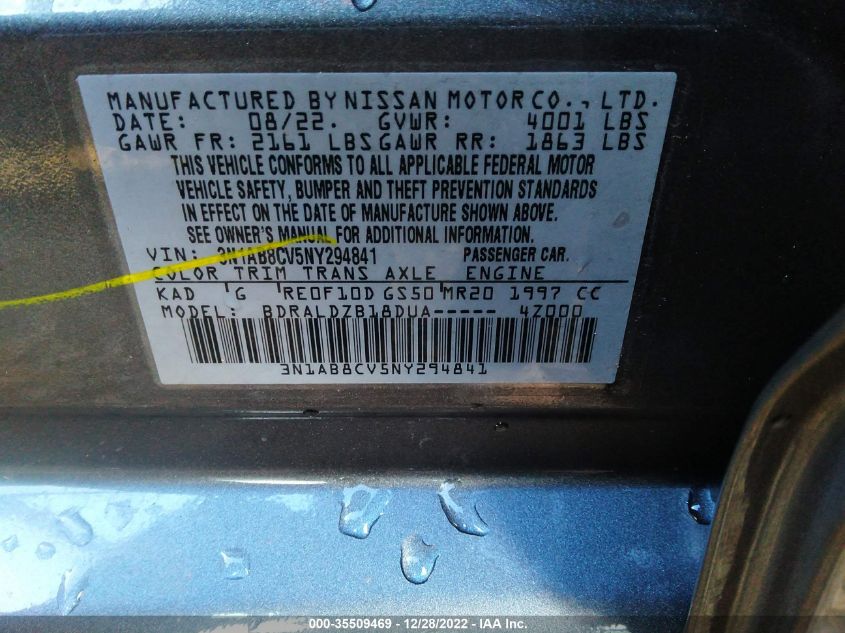 MANUFACTURED BY NISSAN MOTOR CO., LTD.
DATE: 08/22. GVWR: 4001 LBS
GAWR FR: 2161 LBS GAWR RR: 1863 LBS
THIS VEHICLE CONFORMS TO ALL APPLICABLE FEDERAL MOTOR
VEHICLE SAFETY, BUMPER AND THEFT PREVENTION STANDARDS
IN EFFECT ON THE DATE OF MANUFACTURE SHOWN ABOVE.
SEE OWNER'S MANUAL FOR ADDITIONAL INFORMATION.
VIN: 3N1AB8CV5NY294841 PASSENGER CAR.
COLOR TRIM TRANS AXLE ENGINE
KAD G RE0F10D GS50 MR20 1997 CC
MODEL: BDRALDZB18DUA----- 4Z000
3N1AB8CV5NY294841
000-35509469 - 12/28/2022 - IAA Inc.